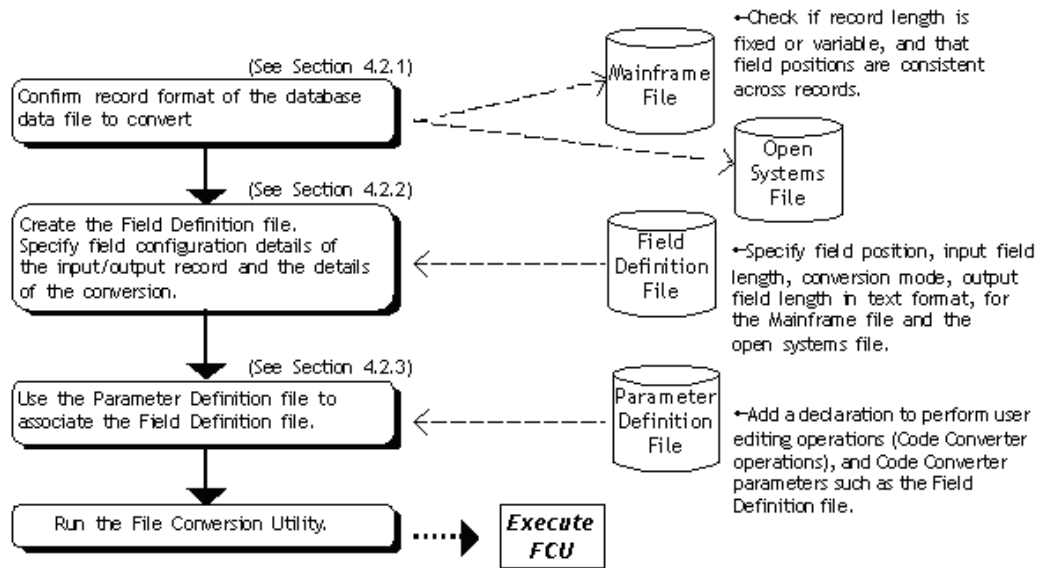 (See Section 4.2.1)
Confirm record format of the database
data file to convert
Mainframe
File
←Check if record length is
fixed or variable, and that
field positions are consistent
across records.
Open
Systems
File
(See Section 4.2.2)
Create the Field Definition file.
Specify field configuration details of
the input/output record and the details
of the conversion.
Field
Definition
File
←Specify field position, input field
length, conversion mode, output
field length in text format, for
the Mainframe file and the
open systems file.
(See Section 4.2.3)
Use the Parameter Definition file to
associate the Field Definition file.
Parameter
Definition
File
←Add a declaration to perform user
editing operations (Code Converter
operations), and Code Converter
parameters such as the Field
Definition file.
Run the File Conversion Utility.
Execute
FCU